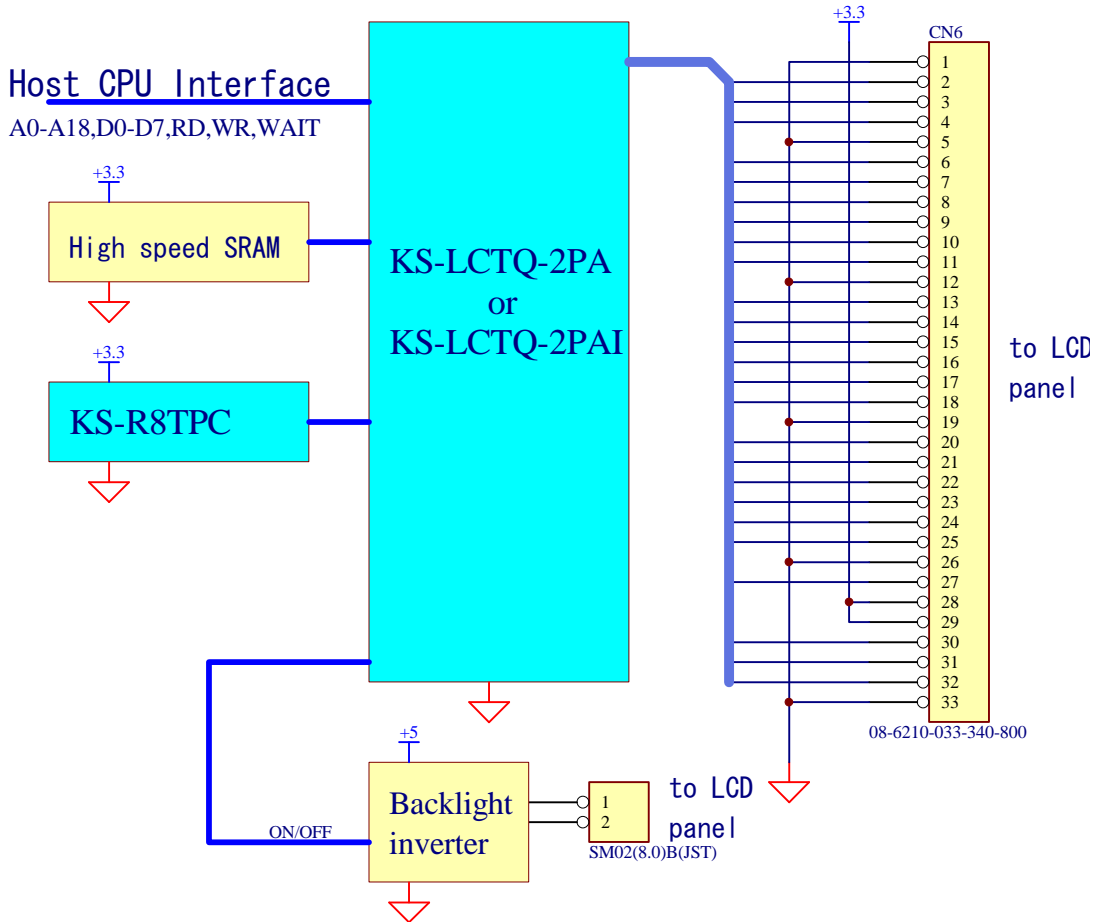 Host CPU Interface
A0-A18,D0-D7,RD,WR,WAIT
+3.3
High speed SRAM
+3.3
KS-R8TPC
KS-LCTQ-2PA
or
KS-LCTQ-2PAI
+3.3
CN6
1
2
3
4
5
6
7
8
9
10
11
12
13
14
15
16
17
18
19
20
21
22
23
24
25
26
27
28
29
30
31
32
33
08-6210-033-340-800
to LCD
panel
+5
Backlight
inverter
ON/OFF
1
2
SM02(8.0)B(JST)
to LCD
panel